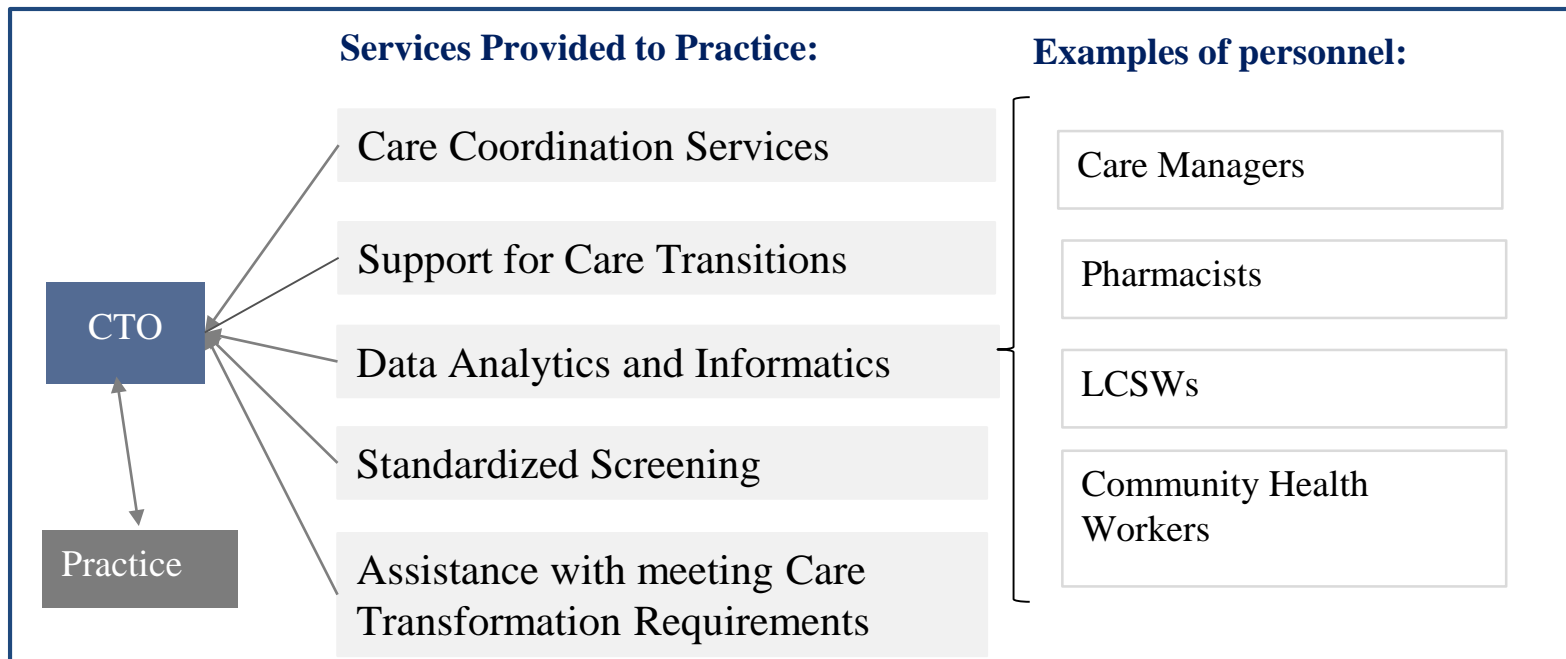 Services Provided to Practice:
Examples of personnel:
Care Coordination Services
Support for Care Transitions
Data Analytics and Informatics
Standardized Screening
Assistance with meeting Care
Transformation Requirements
CTO
Practice
Care Managers
Pharmacists
LCSWs
Community Health
Workers